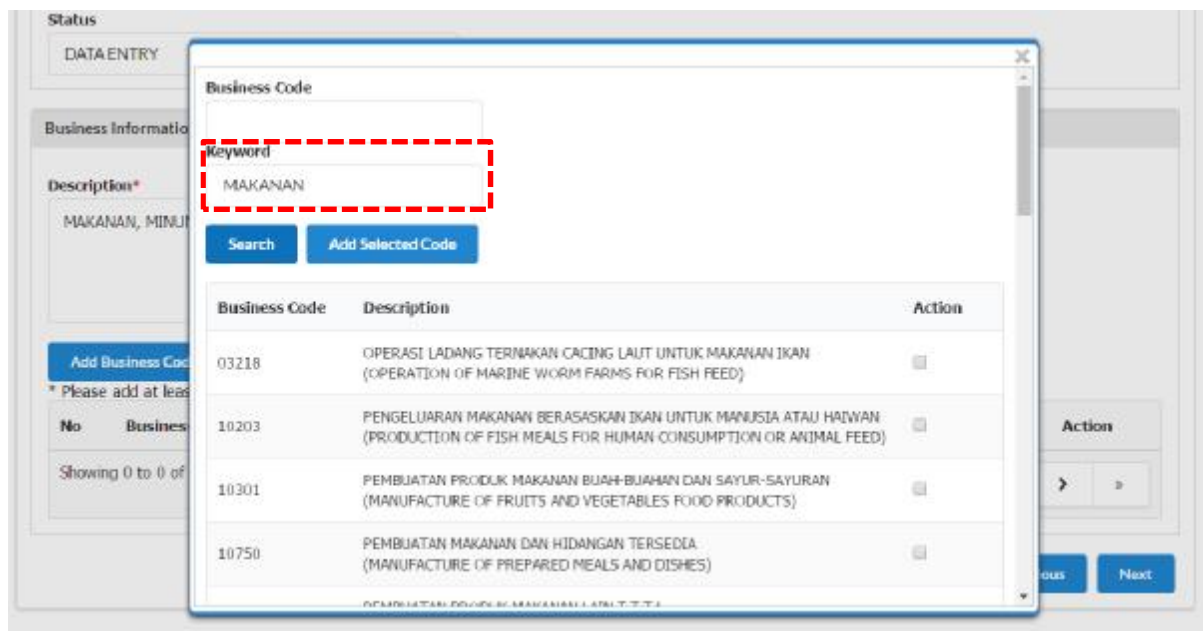 Status
DATA ENTRY
Business Code
Business Informatio
Keyword
MAKANAN
Description*
MAKANAN,
Search
Add Selected Code
Business Code Description Action
03218
OPERASI LADANG TERNAKAN CACING LAUT UNTUK MAKANAN IKAN
(OPERATION OF MARINE WORM FARMS FOR FISH FEED)
Add Business Cod
* Please add at leas
10203
PENGELUARAN MAKANAN BERASASKAN IKAN UNTUK MANUSIA ATAU HAIWAN
(PRODUCTION OF FISH MEALS FOR HUMAN CONSUMPTION OR ANIMAL FEED)
No Busines Action
Showing 0 to 0 of
10301
PEMBUATAN PRODUK MAKANAN BUAH-BUAHAN DAN SAYUR-SAYURAN
(MANUFACTURE OF FRUITS AND VEGETABLES FOOD PRODUCTS)
> »
10750
PEMBUATAN MAKANAN DAN HIDANGAN TERSEDIA
(MANUFACTURE OF PREPARED MEALS AND DISHES)
ous
Next
PEMBUATAN PRODUK MAKANAN LAIN T.T.T.L